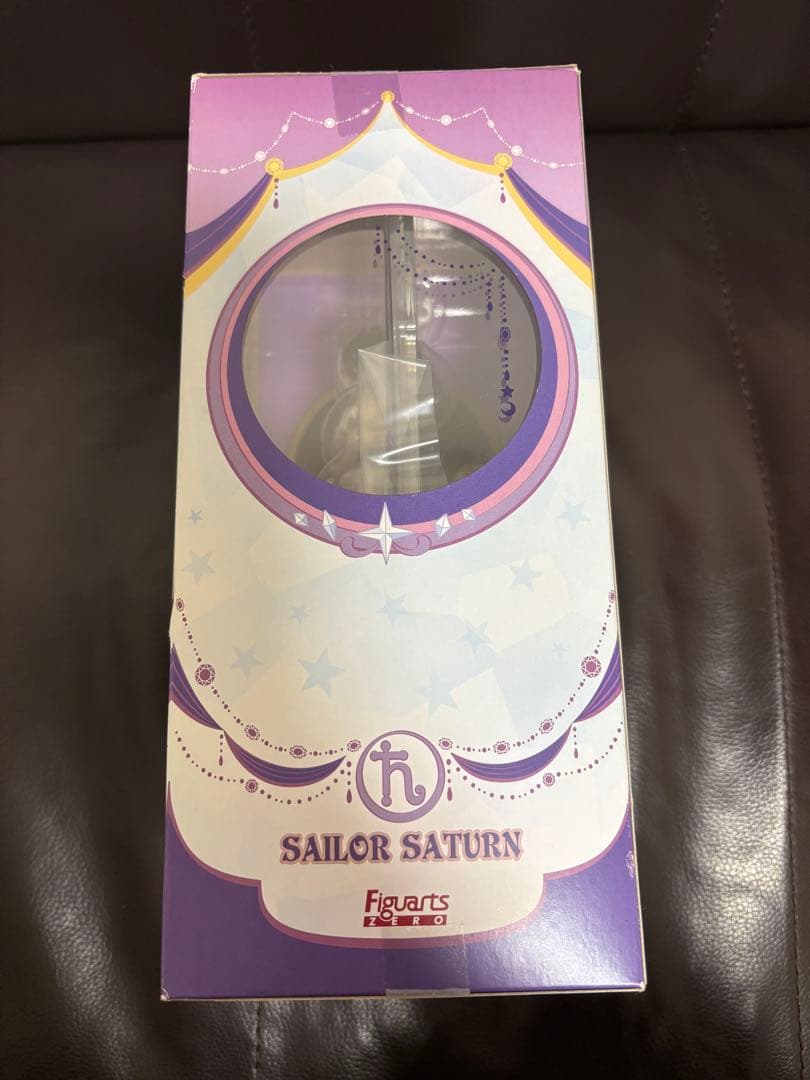 ♄
SAILOR SATURN
Figuarts
ZERO